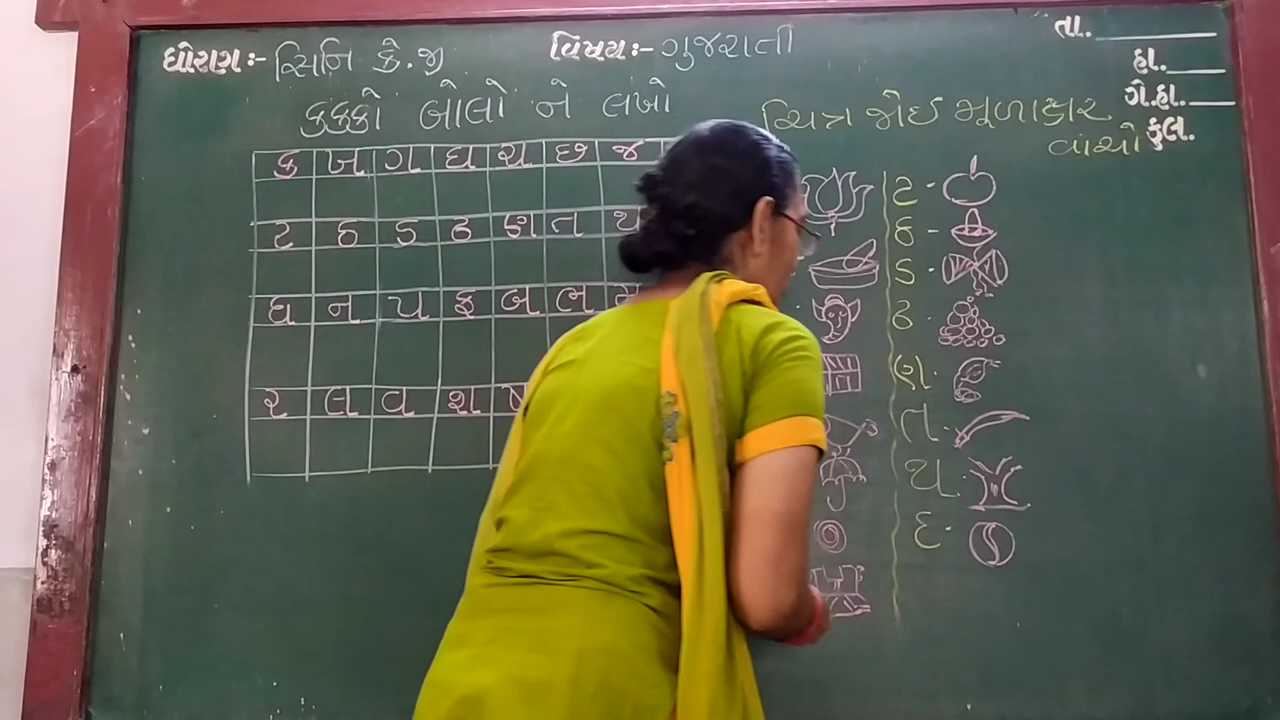 ધોરણ:- સિનિ કે.જી
વિષય:- ગુજરાતી
તા.
હા.
ગે.હા.
કુલ.
કક્કો બોલો ને લખો
ક ખ ગ ઘ ચ છ જ
ટ ઠ ડ ઢ ણ ત થ
ધ ન પ ફ બ ભ મ
ર લ વ શ ષ
ચિત્ર જોઈ મૂળાક્ષર
વાંચો
ટ -
ઠ -
ડ -
ઢ -
ણ -
ત -
થ -
દ -